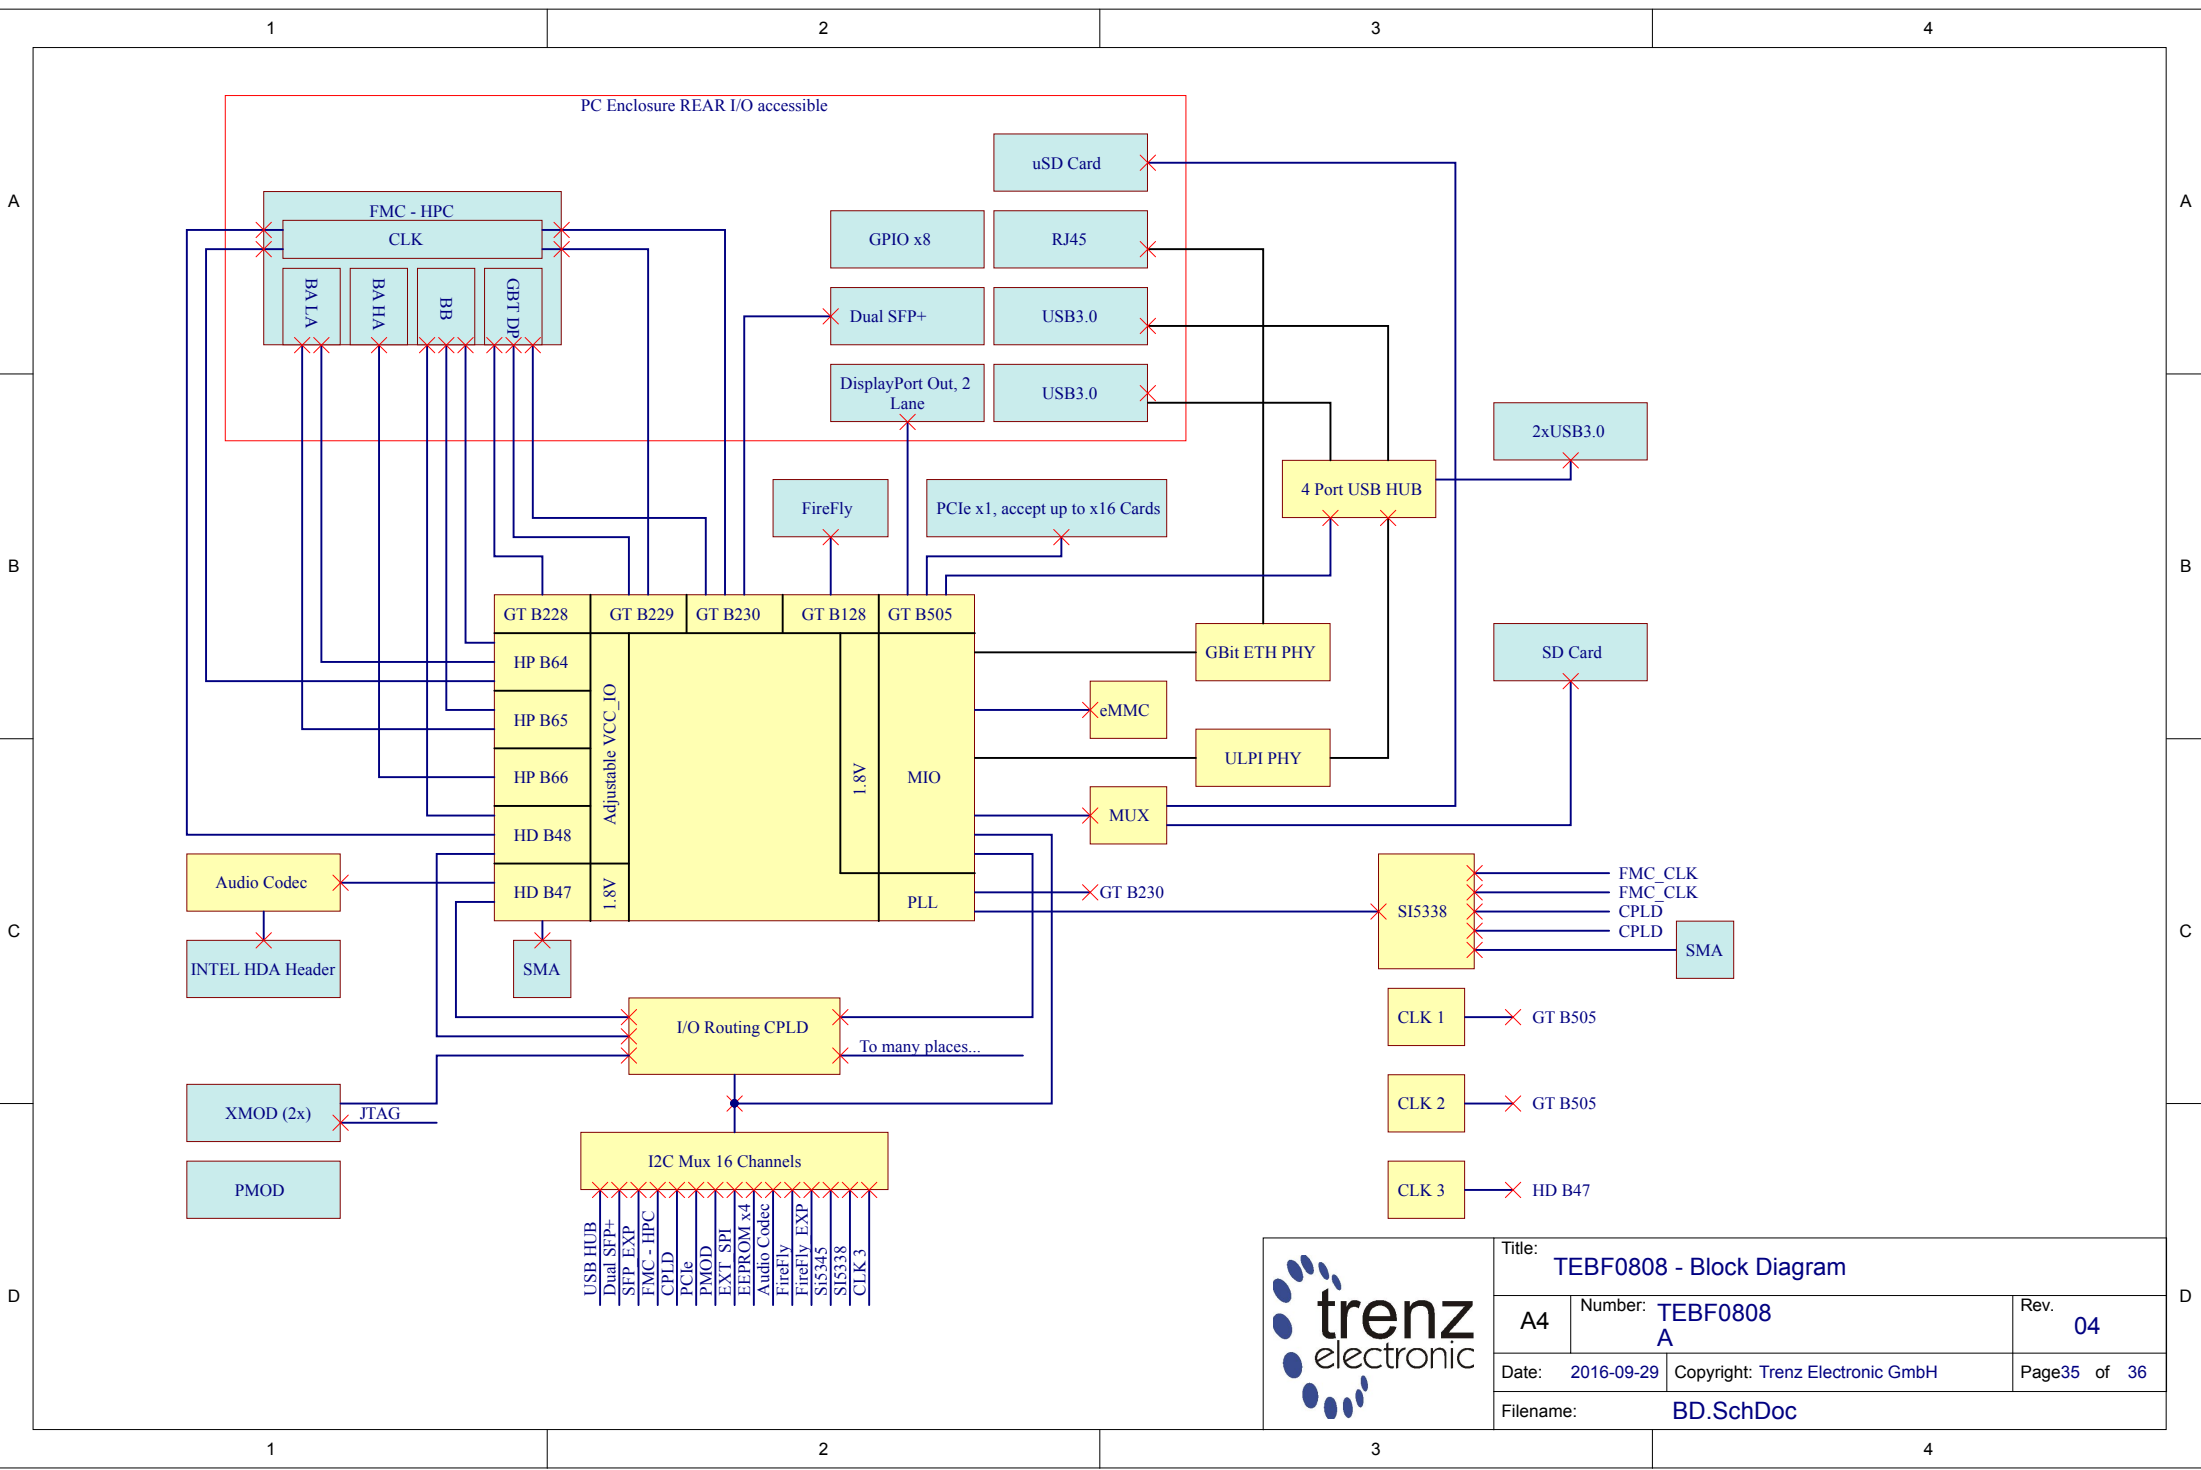 1
2
3
4
PC Enclosure REAR I/O accessible
uSD Card
A
A
FMC - HPC
CLK
GPIO x8
RJ45
BA LA
BA HA
BB
GBT DP
Dual SFP+
USB3.0
DisplayPort Out, 2
Lane
USB3.0
2xUSB3.0
4 Port USB HUB
FireFly
PCIe x1, accept up to x16 Cards
B
B
GT B228
GT B229
GT B230
GT B128
GT B505
HP B64
GBit ETH PHY
SD Card
Adjustable VCC_IO
HP B65
eMMC
HP B66
1.8V
MIO
ULPI PHY
HD B48
MUX
Audio Codec
HD B47
1.8V
PLL
GT B230
SI5338
FMC_CLK
FMC_CLK
CPLD
CPLD
SMA
C
C
INTEL HDA Header
SMA
I/O Routing CPLD
To many places...
CLK 1
GT B505
XMOD (2x)
JTAG
CLK 2
GT B505
I2C Mux 16 Channels
PMOD
CLK 3
HD B47
USB HUB
Dual SFP+
SFP_EXP
FMC - HPC
CPLD
PCIe
PMOD
EXT_SPI
EEPROM x4
Audio Codec
FireFly
FireFly_EXP
Si5345
SI5338
CLK 3
D
D
trenz
electronic
Title:
TEBF0808 - Block Diagram
A4
Number:
TEBF0808
A
Rev.
04
Date: 2016-09-29
Copyright: Trenz Electronic GmbH
Page35 of 36
Filename:
BD.SchDoc
1
2
3
4